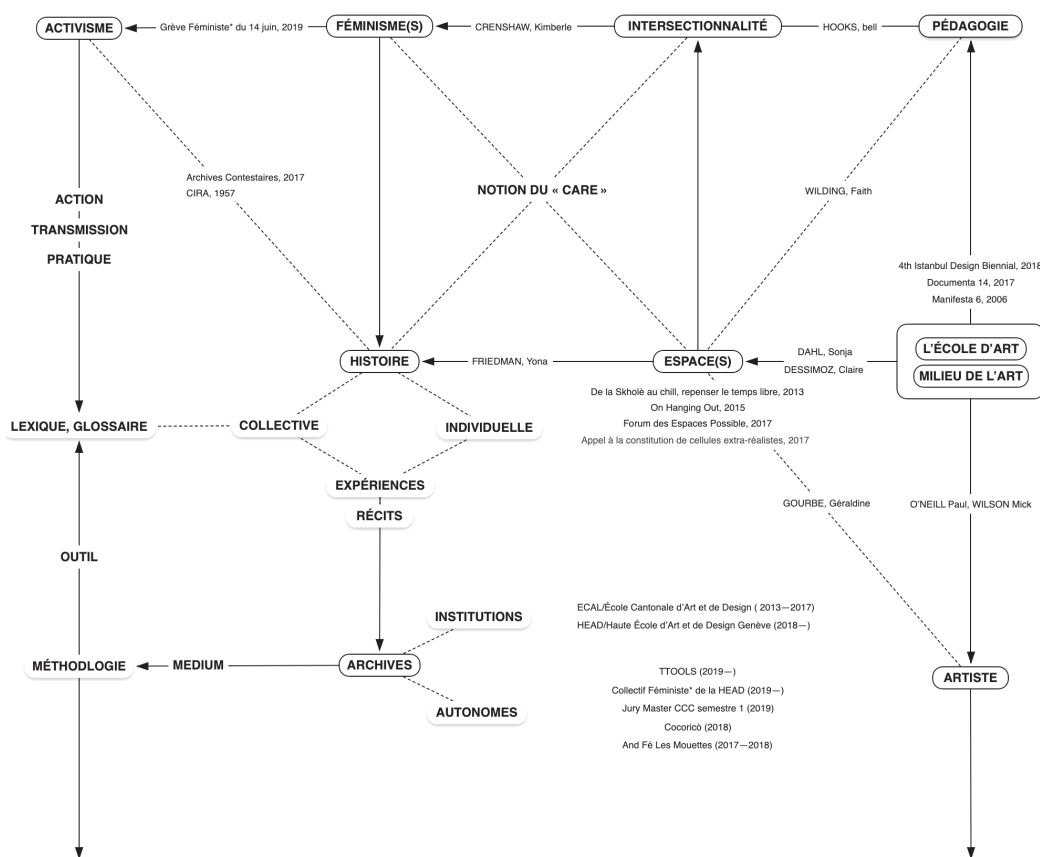 ACTIVISME
Grève Féministe* du 14 juin, 2019
FÉMINISME(S)
CRENSHAW, Kimberle
INTERSECTIONNALITÉ
HOOKS, bell
PÉDAGOGIE
Archives Contestaires, 2017
CIRA, 1957
NOTION DU « CARE »
WILDING, Faith
ACTION
TRANSMISSION
PRATIQUE
4th Istanbul Design Biennial, 2018
Documenta 14, 2017
Manifesta 6, 2006
HISTOIRE
FRIEDMAN, Yona
ESPACE(S)
DAHL, Sonja
DESSIMOZ, Claire
L'ÉCOLE D'ART
MILIEU DE L'ART
De la Skholè au chill, repenser le temps libre, 2013
On Hanging Out, 2015
Forum des Espaces Possible, 2017
Appel à la constitution de cellules extra-réalistes, 2017
LEXIQUE, GLOSSAIRE
COLLECTIVE
INDIVIDUELLE
EXPÉRIENCES
RÉCITS
GOURBE, Géraldine
O'NEILL Paul, WILSON Mick
OUTIL
INSTITUTIONS
ECAL/École Cantonale d'Art et de Design ( 2013—2017)
HEAD/Haute École d'Art et de Design Genève (2018—)
MÉTHODLOGIE
MEDIUM
ARCHIVES
AUTONOMES
TTOOLS (2019—)
Collectif Féministe* de la HEAD (2019—)
Jury Master CCC semestre 1 (2019)
Cocoricò (2018)
And Fé Les Mouettes (2017—2018)
ARTISTE